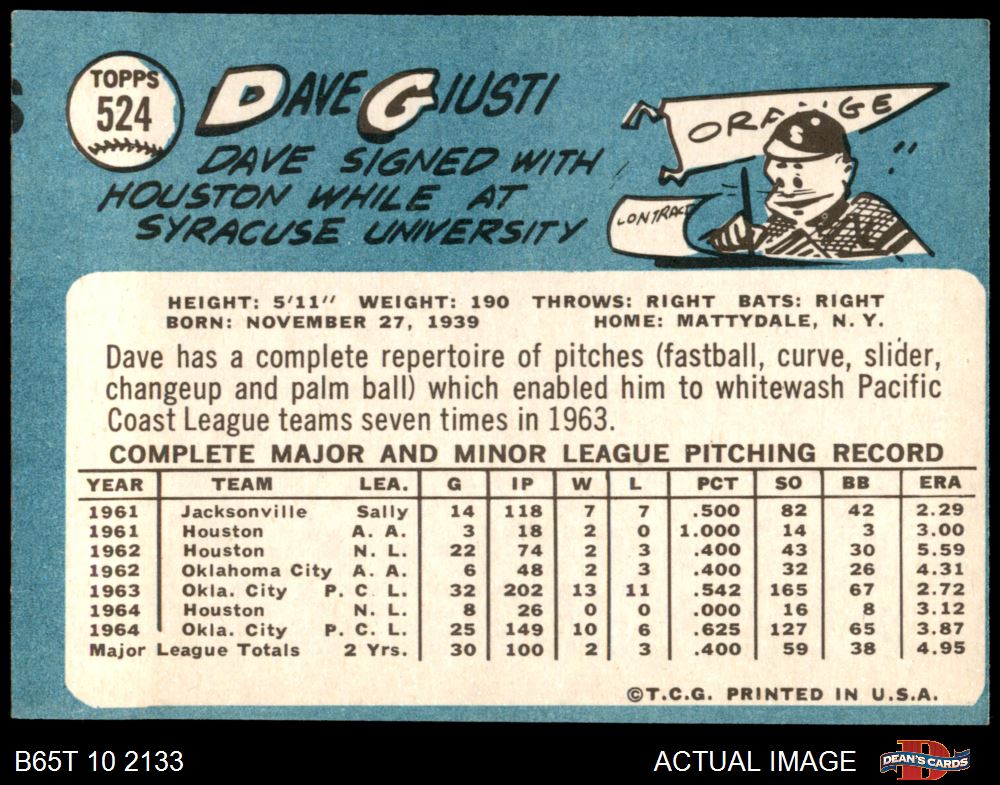 TOPPS
524
DAVE GIUSTI
DAVE SIGNED WITH
HOUSTON WHILE AT
SYRACUSE UNIVERSITY
ORA GE
S
CONTRACT
HEIGHT: 5'11" WEIGHT: 190 THROWS: RIGHT BATS: RIGHT
BORN: NOVEMBER 27, 1939 HOME: MATTYDALE, N. Y.
Dave has a complete repertoire of pitches (fastball, curve, slider,
changeup and palm ball) which enabled him to whitewash Pacific
Coast League teams seven times in 1963.
COMPLETE MAJOR AND MINOR LEAGUE PITCHING RECORD
YEAR TEAM LEA. G IP W L PCT SO BB ERA
1961 Jacksonville Sally 14 118 7 7 .500 82 42 2.29
1961 Houston A. A. 3 18 2 0 1.000 14 3 3.00
1962 Houston N. L. 22 74 2 3 .400 43 30 5.59
1962 Oklahoma City A. A. 6 48 2 3 .400 32 26 4.31
1963 Okla. City P. C. L. 32 202 13 11 .542 165 67 2.72
1964 Houston N. L. 8 26 0 0 .000 16 8 3.12
1964 Okla. City P. C. L. 25 149 10 6 .625 127 65 3.87
Major League Totals 2 Yrs. 30 100 2 3 .400 59 38 4.95
©T.C.G. PRINTED IN U.S.A.
B65T 10 2133 ACTUAL IMAGE
D
DEAN'S CARDS